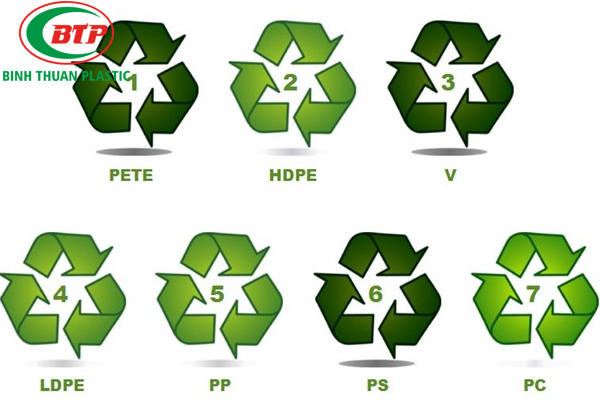 BTP
BINH THUAN PLASTIC
1 2 3
PETE HDPE V
4 5 6 7
LDPE PP PS PC